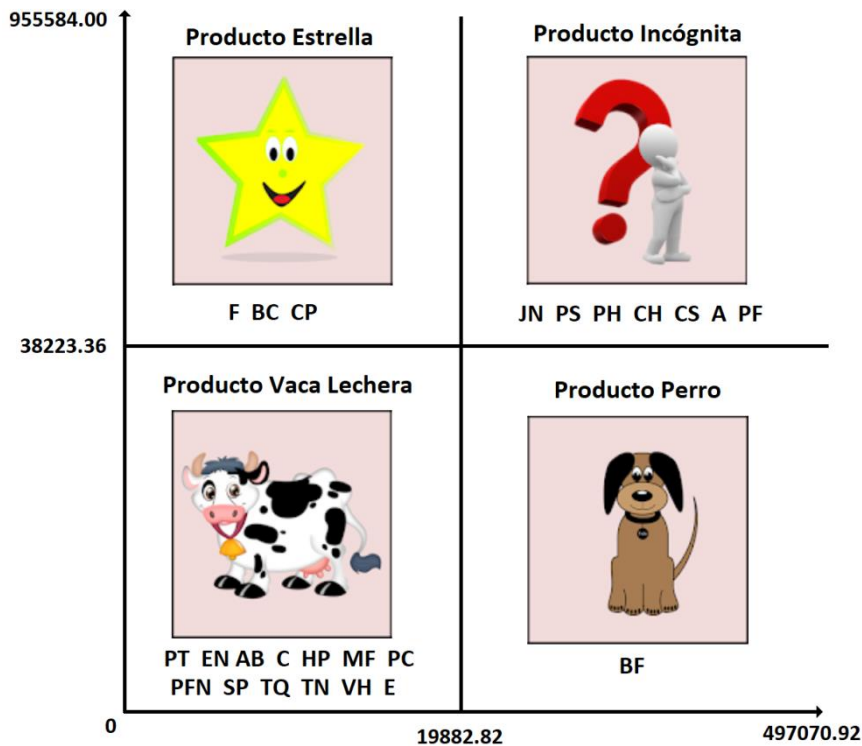 955584.00
Producto Estrella
Producto Incógnita
F BC CP
JN PS PH CH CS A PF
38223.36
Producto Vaca Lechera
Producto Perro
PT EN AB C HP MF PC
PFN SP TQ TN VH E
BF
0
19882.82
497070.92